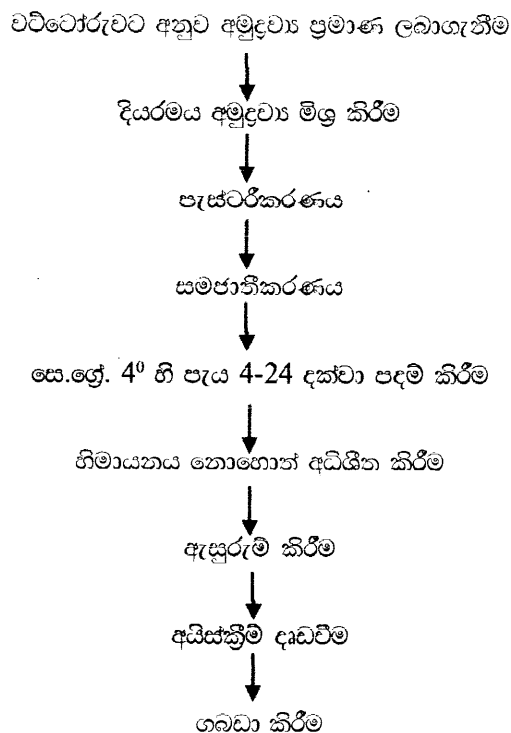 වට්ටෝරුවට අනුව අමුද්‍රව්‍ය ප්‍රමාණ ලබාගැනීම
දියරමය අමුද්‍රව්‍ය මිශ්‍ර කිරීම
පැස්ටරීකරණය
සමජාතීකරණය
සෙ.ග්‍රේ. 4⁰ හි පැය 4-24 දක්වා පදම් කිරීම
හිමායනය නොහොත් අධිශීත කිරීම
ඇසුරුම් කිරීම
අයිස්ක්‍රීම් දෘඩවීම
ගබඩා කිරීම